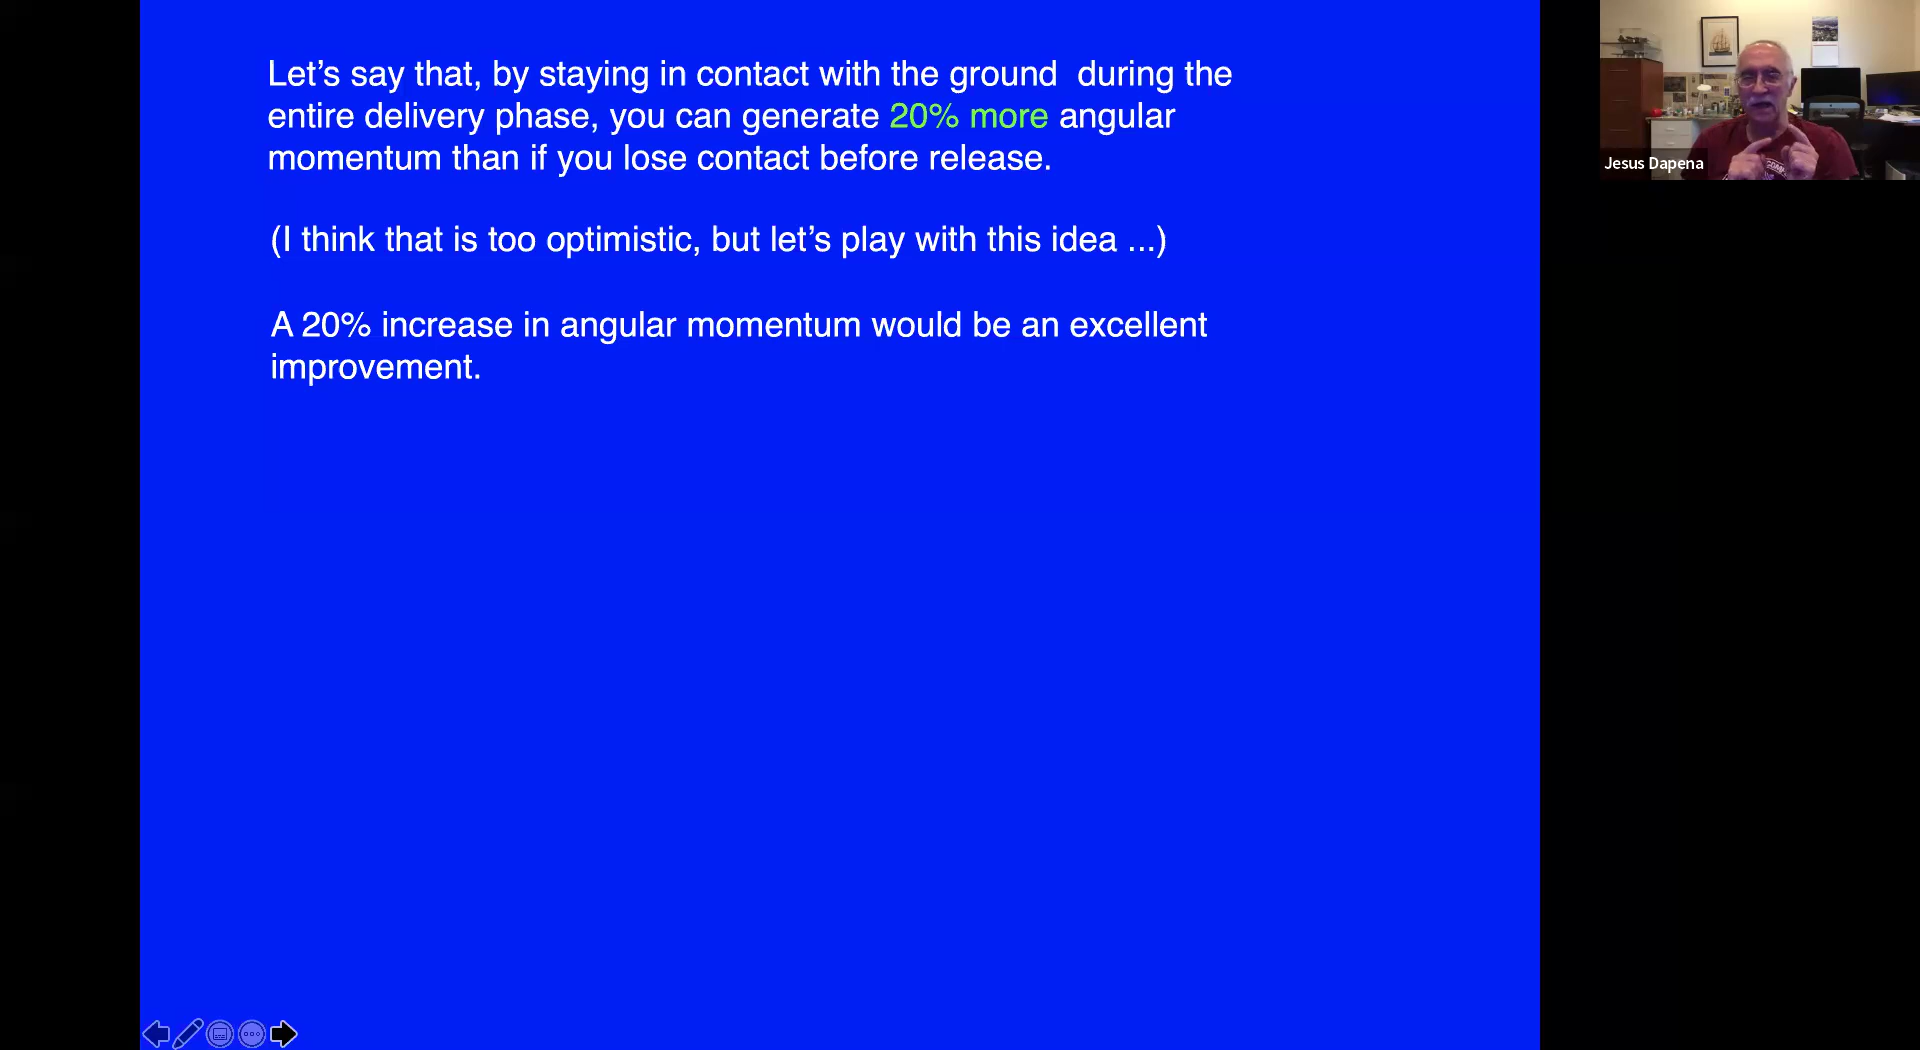 Let’s say that, by staying in contact with the ground  during the
entire delivery phase, you can generate 20% more angular
momentum than if you lose contact before release.
(I think that is too optimistic, but let’s play with this idea ...)
A 20% increase in angular momentum would be an excellent
improvement.
Jesus Dapena